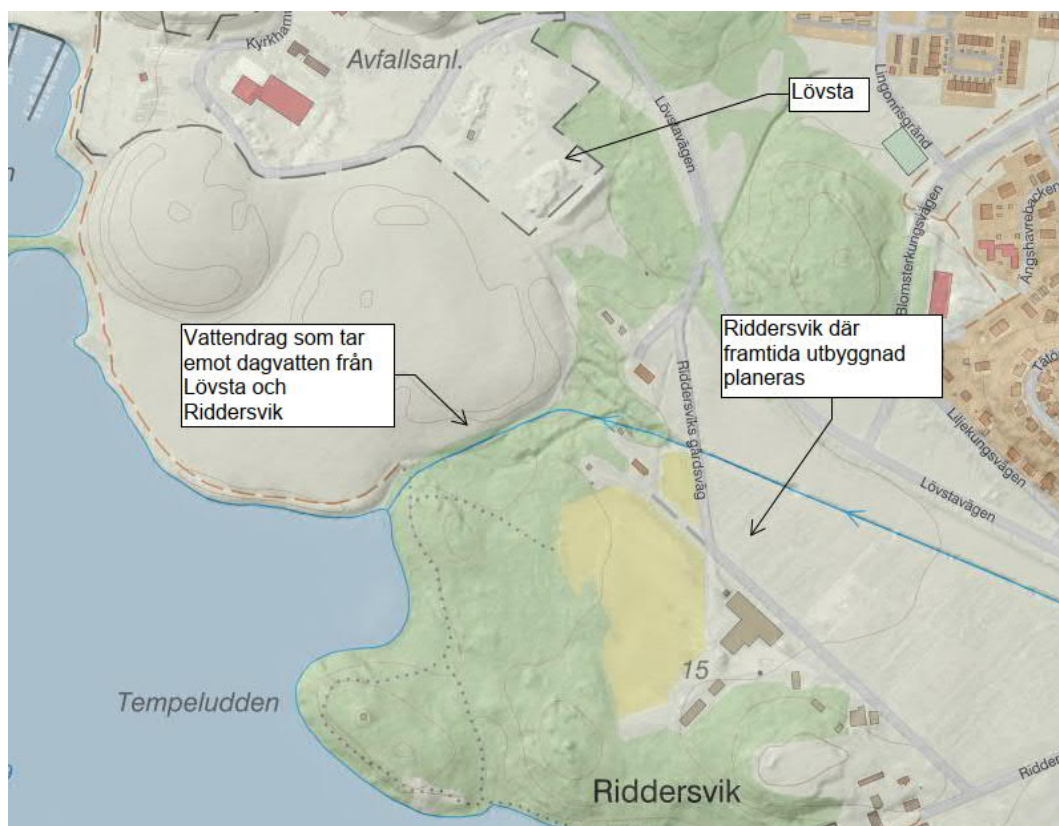 Kyrkhamn
Avfallsanl.
Lövstavägen
Lövsta
Lingonrisgränd
Blomsterkungsvägen
Ängshavrebacken
Vattendrag som tar
emot dagvatten från
Lövsta och
Riddersvik
Riddersvik där
framtida utbyggnad
planeras
Riddersviks gårdsväg
Liljekungsvägen
Lövstavägen
15
Tempeludden
Riddersvik
Ridder